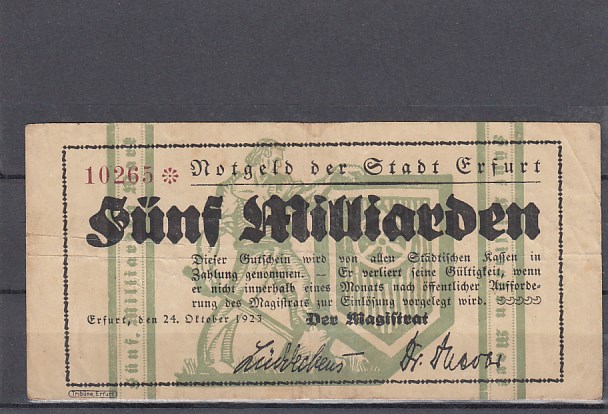 10265 * Notgeld der Stadt Erfurt
Fünf Milliarden
Dieser Gutschein wird von allen Städtischen Kassen in
Zahlung genommen. — Er verliert seine Gültigkeit, wenn
er nicht innerhalb eines Monats nach öffentlicher Aufforde-
rung des Magistrats zur Einlösung vorgelegt wird.
Erfurt, den 24. Oktober 1923 Der Magistrat
Tribüne Erfurt